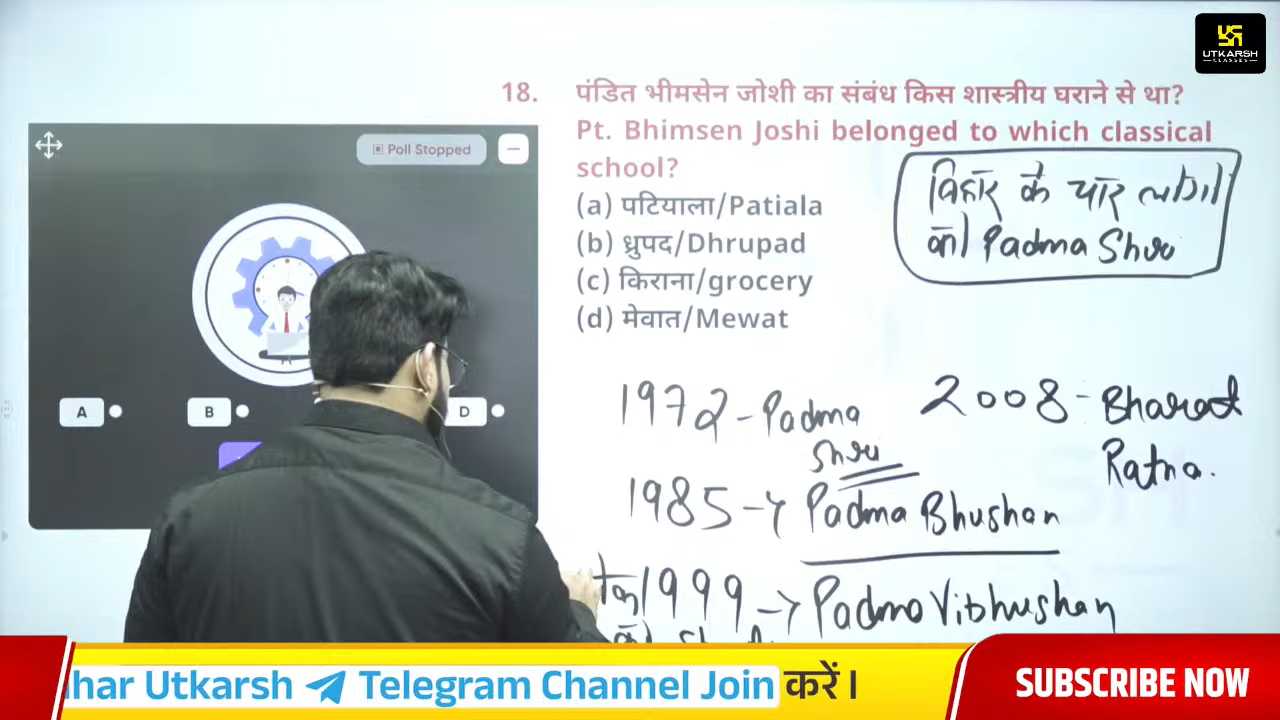 UTKARSH
CLASSES
18. पंडित भीमसेन जोशी का संबंध किस शास्त्रीय घराने से था?
Pt. Bhimsen Joshi belonged to which classical
school?
(a) पटियाला/Patiala
(b) ध्रुपद/Dhrupad
(c) किराना/grocery
(d) मेवात/Mewat
Poll Stopped
A
B
D
के चार
Padma Shri
1972 - Padma
Shri
2008 - Bharat
Ratna.
1985 → Padma Bhushan
1999 → Padma Vibhushan
har Utkarsh Telegram Channel Join करें।
SUBSCRIBE NOW